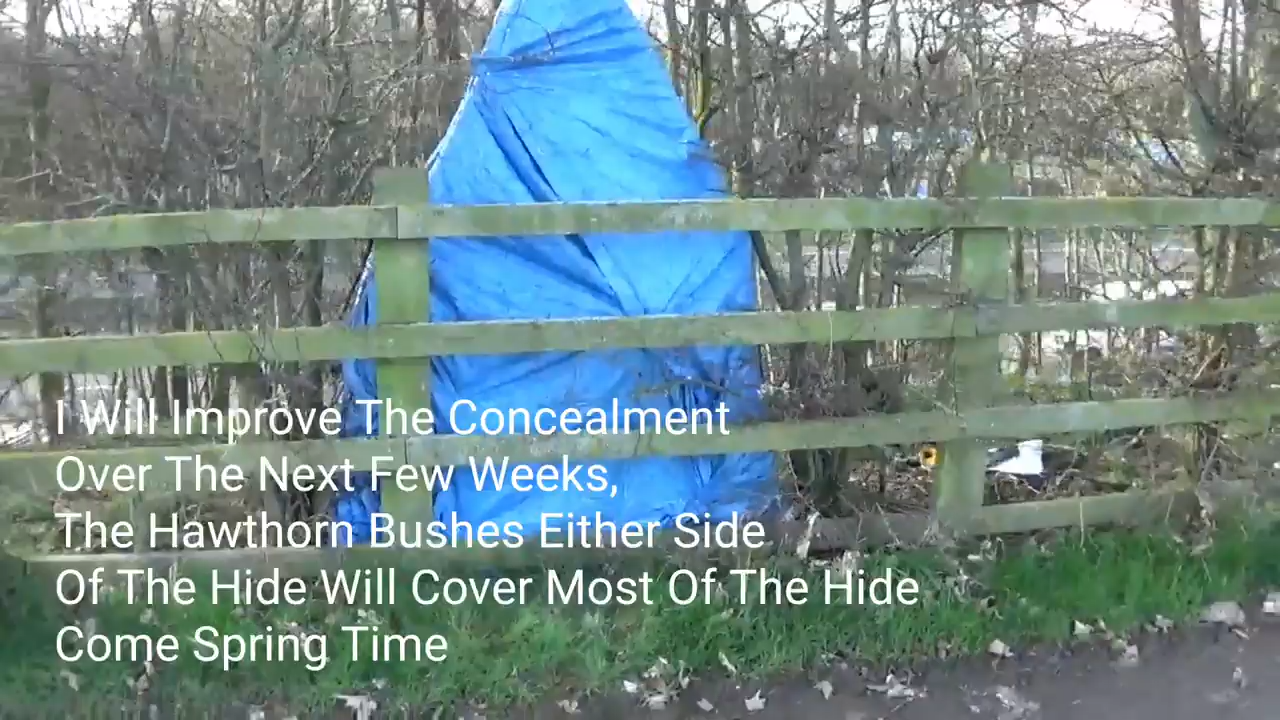 I Will Improve The Concealment
Over The Next Few Weeks,
The Hawthorn Bushes Either Side
Of The Hide Will Cover Most Of The Hide
Come Spring Time